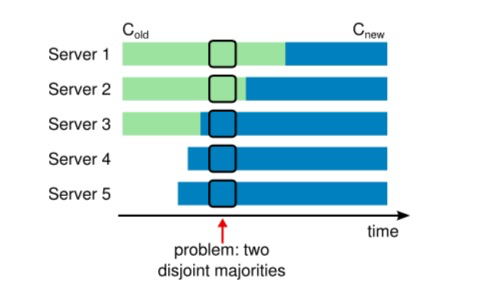 Cold Cnew
Server 1
Server 2
Server 3
Server 4
Server 5
time
problem: two
disjoint majorities